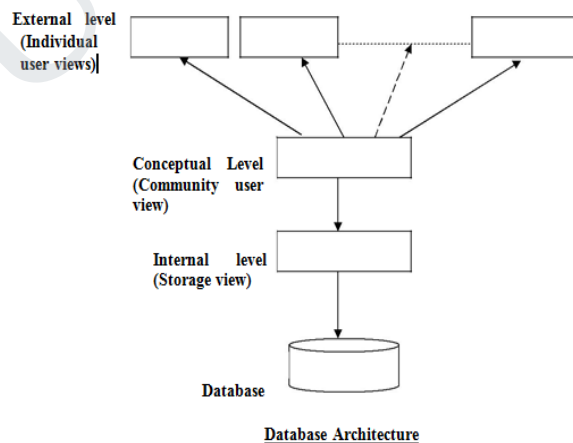 External level
(Individual
user views)
Conceptual Level
(Community user
view)
Internal level
(Storage view)
Database
Database Architecture